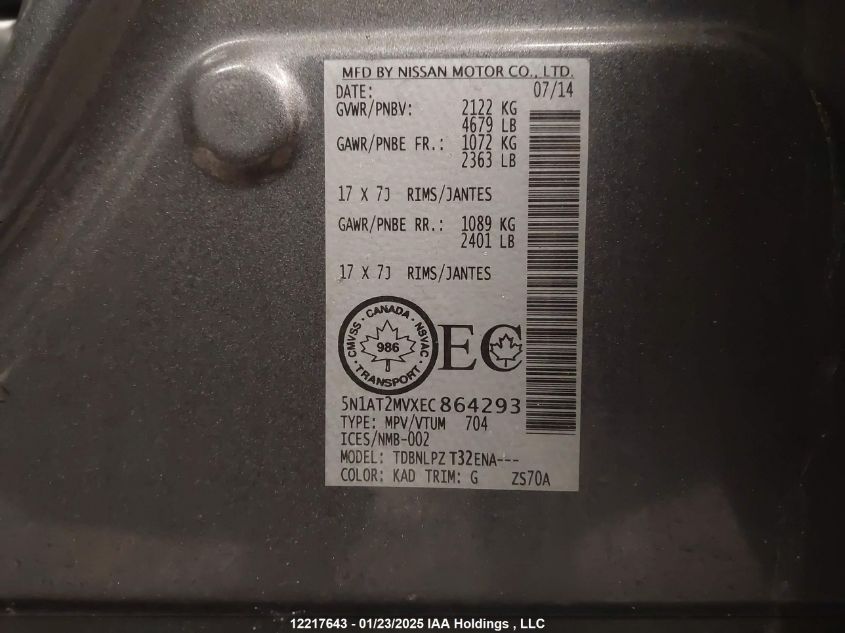 MFD BY NISSAN MOTOR CO., LTD.
DATE: 07/14
GVWR/PNBV: 2122 KG
4679 LB
GAWR/PNBE FR.: 1072 KG
2363 LB
17 X 7J RIMS/JANTES
GAWR/PNBE RR.: 1089 KG
2401 LB
17 X 7J RIMS/JANTES
CMVSS · CANADA · NSVAC · TRANSPORT ·
986
EC
5N1AT2MVXEC864293
TYPE: MPV/VTUM 704
ICES/NMB-002
MODEL: TDBNLPZ T32ENA---
COLOR: KAD TRIM: G ZS70A
12217643 - 01/23/2025 IAA Holdings , LLC